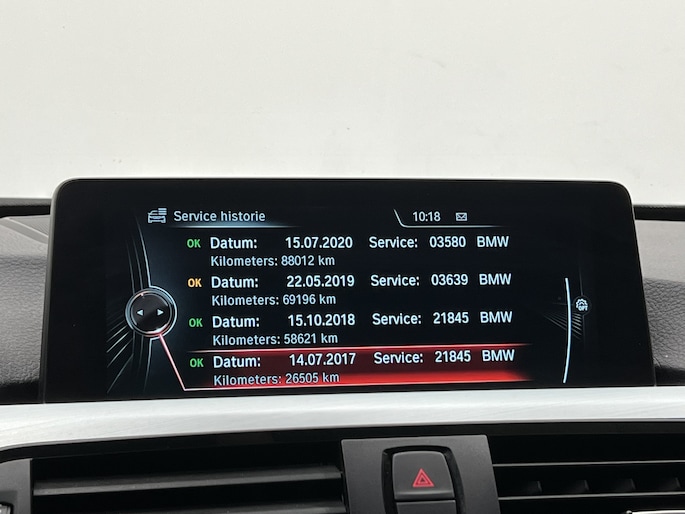 Service historie 10:18
OK Datum: 15.07.2020 Service: 03580 BMW
Kilometers: 88012 km
OK Datum: 22.05.2019 Service: 03639 BMW
Kilometers: 69196 km
OK Datum: 15.10.2018 Service: 21845 BMW
Kilometers: 58621 km
OK Datum: 14.07.2017 Service: 21845 BMW
Kilometers: 26505 km
OPT